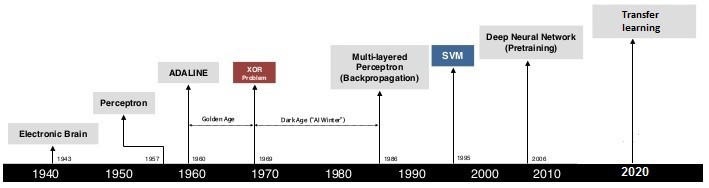 Transfer
learning
Deep Neural Network
(Pretraining)
Multi-layered
Perceptron
(Backpropagation)
SVM
ADALINE
XOR
Problem
Perceptron
Golden Age
Dark Age ("AI Winter")
Electronic Brain
1943
1957
1960
1969
1986
1995
2006
1940
1950
1960
1970
1980
1990
2000
2010
2020